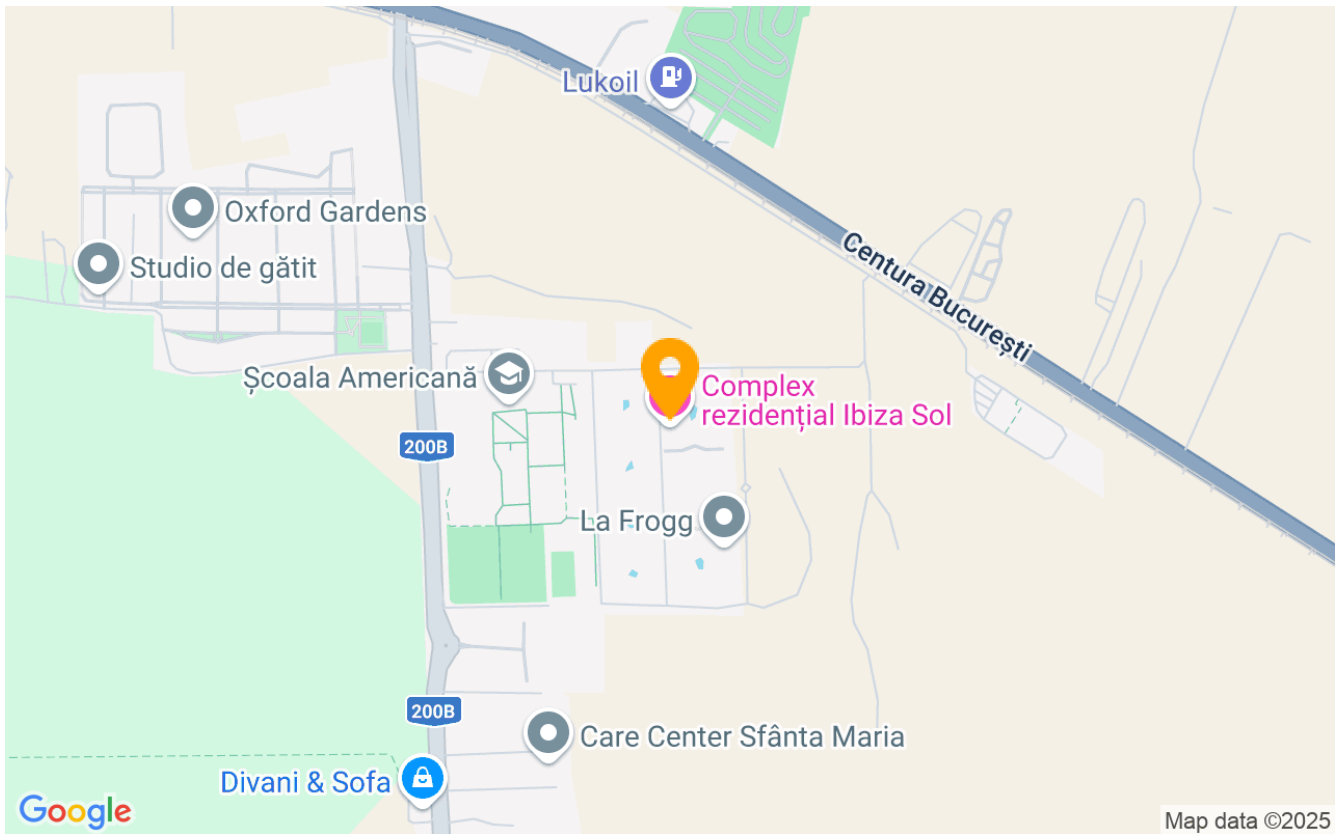 Lukoil
Oxford Gardens
Studio de gătit
Centura București
Școala Americană
Complex
rezidențial Ibiza Sol
200B
La Frogg
200B
Care Center Sfânta Maria
Divani & Sofa
Google
Map data ©2025